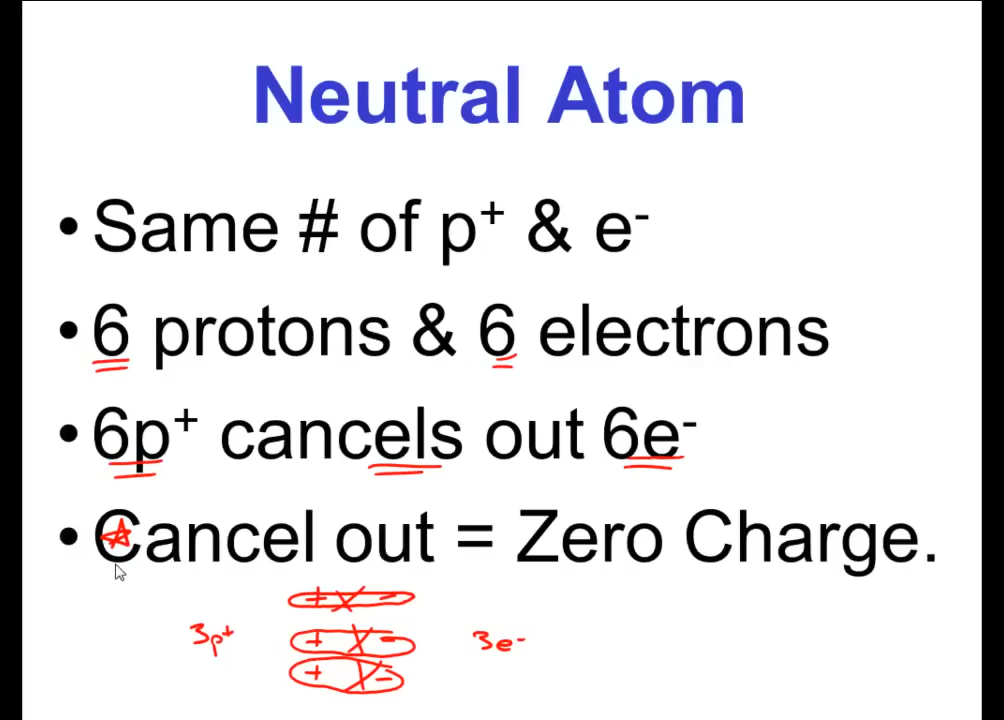 Neutral Atom
• Same # of p⁺ & e⁻
• 6 protons & 6 electrons
• 6p⁺ cancels out 6e⁻
• Cancel out = Zero Charge.
+ -
3p⁺ + - 3e⁻
+ -